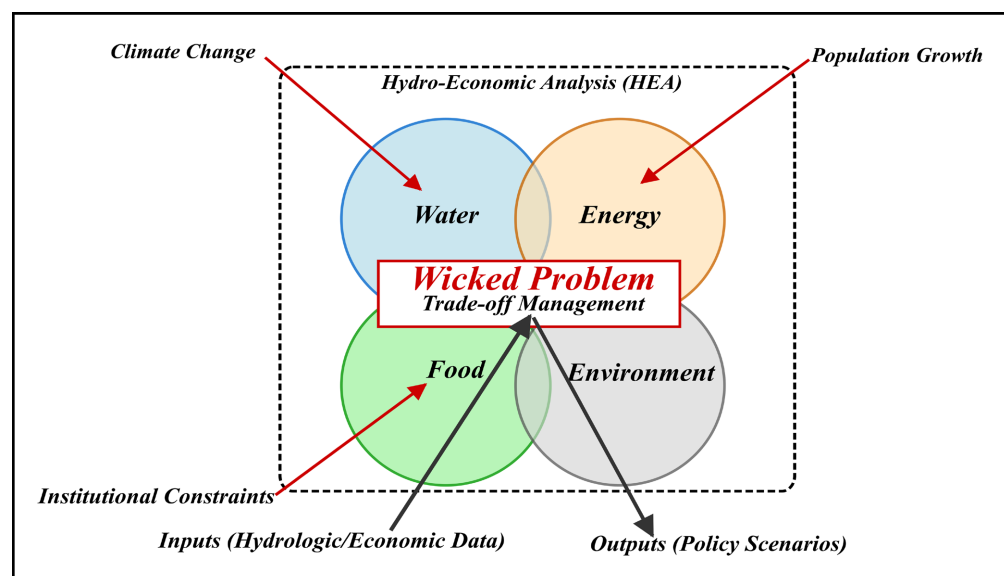 Climate Change
Population Growth
Hydro-Economic Analysis (HEA)
Water
Energy
Wicked Problem
Trade-off Management
Food
Environment
Institutional Constraints
Inputs (Hydrologic/Economic Data)
Outputs (Policy Scenarios)